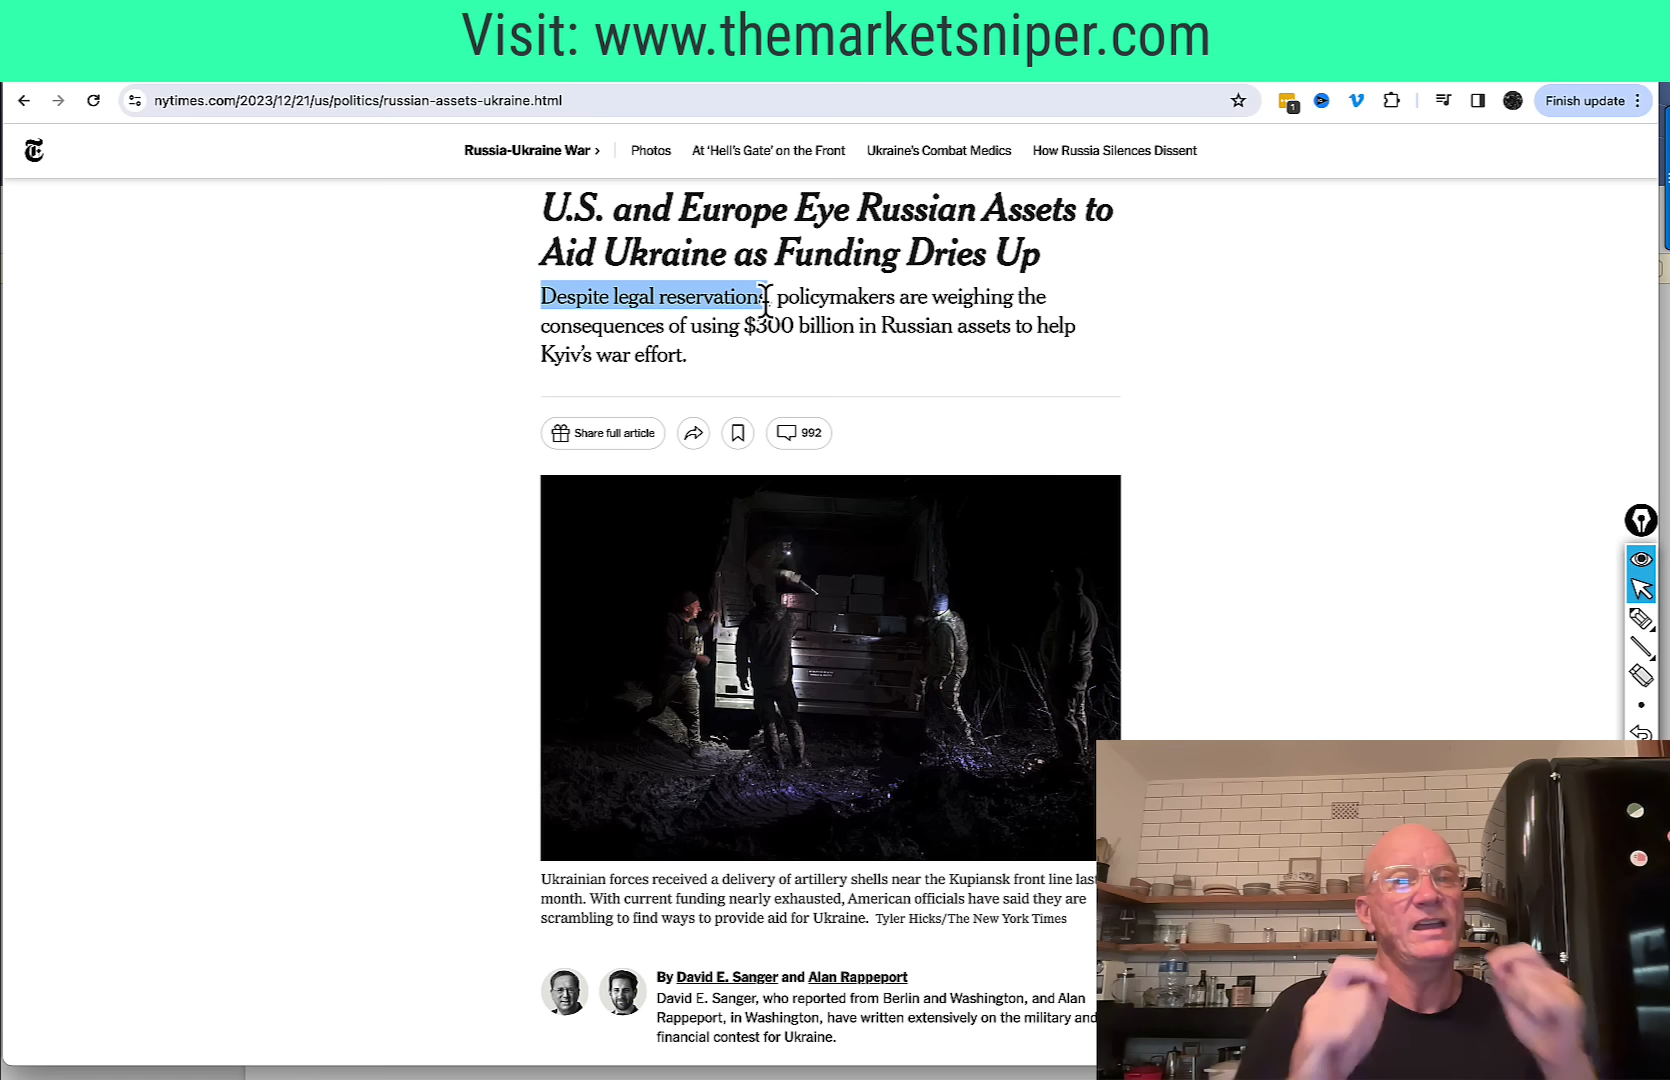 Visit: www.themarketsniper.com
nytimes.com/2023/12/21/us/politics/russian-assets-ukraine.html
1
Finish update
Russia-Ukraine War ›
Photos
At ‘Hell’s Gate’ on the Front
Ukraine’s Combat Medics
How Russia Silences Dissent
U.S. and Europe Eye Russian Assets to
Aid Ukraine as Funding Dries Up
Despite legal reservations, policymakers are weighing the
consequences of using $300 billion in Russian assets to help
Kyiv’s war effort.
Share full article
992
Ukrainian forces received a delivery of artillery shells near the Kupiansk front line last
month. With current funding nearly exhausted, American officials have said they are
scrambling to find ways to provide aid for Ukraine. Tyler Hicks/The New York Times
By David E. Sanger and Alan Rappeport
David E. Sanger, who reported from Berlin and Washington, and Alan
Rappeport, in Washington, have written extensively on the military and
financial contest for Ukraine.